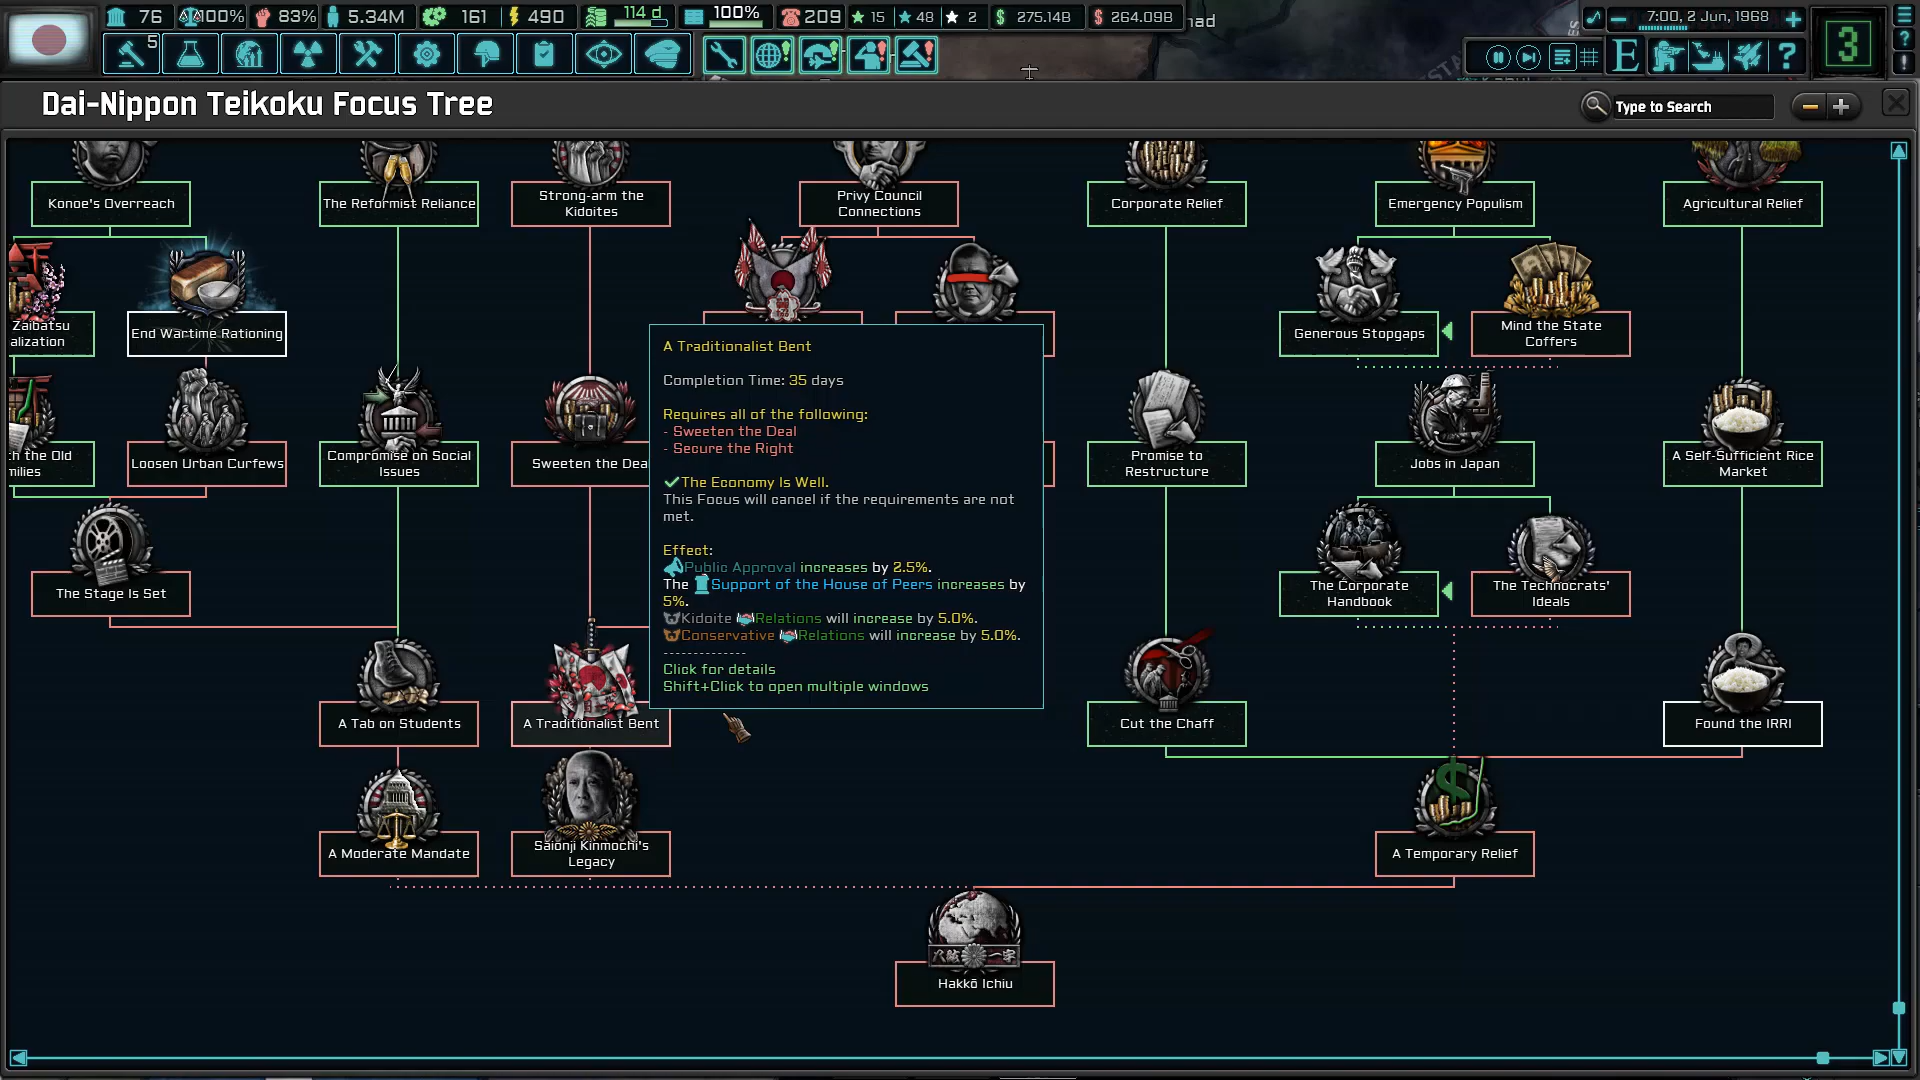 76
100%
83%
5.34M
161
490
114 d
100%
209
15
48
2
275.14B
264.09B
7:00, 2 Jun, 1968
3
5
E
?
Dai-Nippon Teikoku Focus Tree
Type to Search
Konoe's Overreach
The Reformist Reliance
Strong-arm the
Kidoites
Privy Council
Connections
Corporate Relief
Emergency Populism
Agricultural Relief
Zaibatsu
alization
End Wartime Rationing
Generous Stopgaps
Mind the State
Coffers
th the Old
milies
Loosen Urban Curfews
Compromise on Social
Issues
Sweeten the Dea
Promise to
Restructure
Jobs in Japan
A Self-Sufficient Rice
Market
The Stage Is Set
The Corporate
Handbook
The Technocrats'
Ideals
A Traditionalist Bent
Completion Time: 35 days
Requires all of the following:
- Sweeten the Deal
- Secure the Right
The Economy Is Well.
This Focus will cancel if the requirements are not
met.
Effect:
Public Approval increases by 2.5%.
The Support of the House of Peers increases by
5%.
Kidoite Relations will increase by 5.0%.
Conservative Relations will increase by 5.0%.
--------------
Click for details
Shift+Click to open multiple windows
A Tab on Students
A Traditionalist Bent
Cut the Chaff
Found the IRRI
A Moderate Mandate
Saionji Kinmochi's
Legacy
A Temporary Relief
Hakkō Ichiu